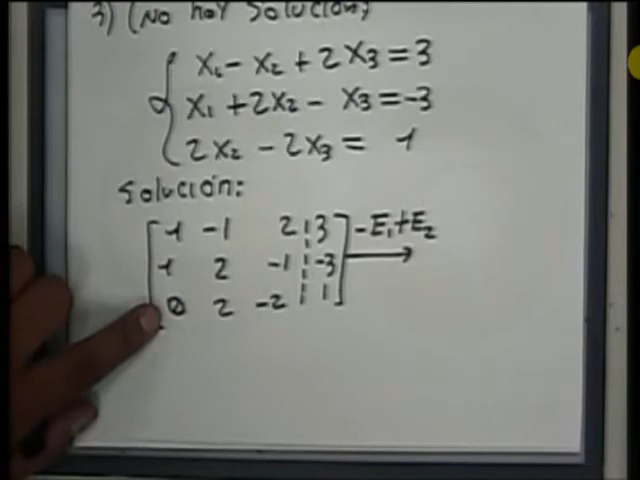 3) (No hay solución)
x₁ - x₂ + 2x₃ = 3
x₁ + 2x₂ - x₃ = -3
2x₂ - 2x₃ = 1
Solución:
1 -1 2 3 -E₁+E₂
1 2 -1 -3
0 2 -2 1